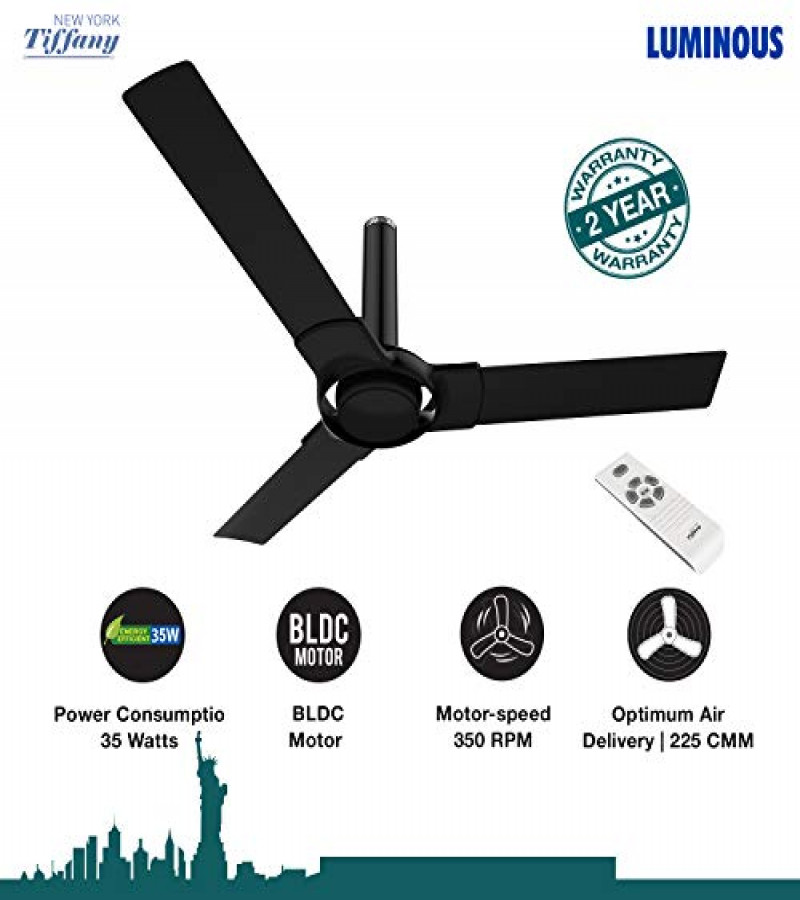 NEW YORK
Tiffany
LUMINOUS
WARRANTY
2 YEAR
WARRANTY
ENERGY
EFFICIENT
35W
BLDC
MOTOR
Power Consumptio
35 Watts
BLDC
Motor
Motor-speed
350 RPM
Optimum Air
Delivery | 225 CMM